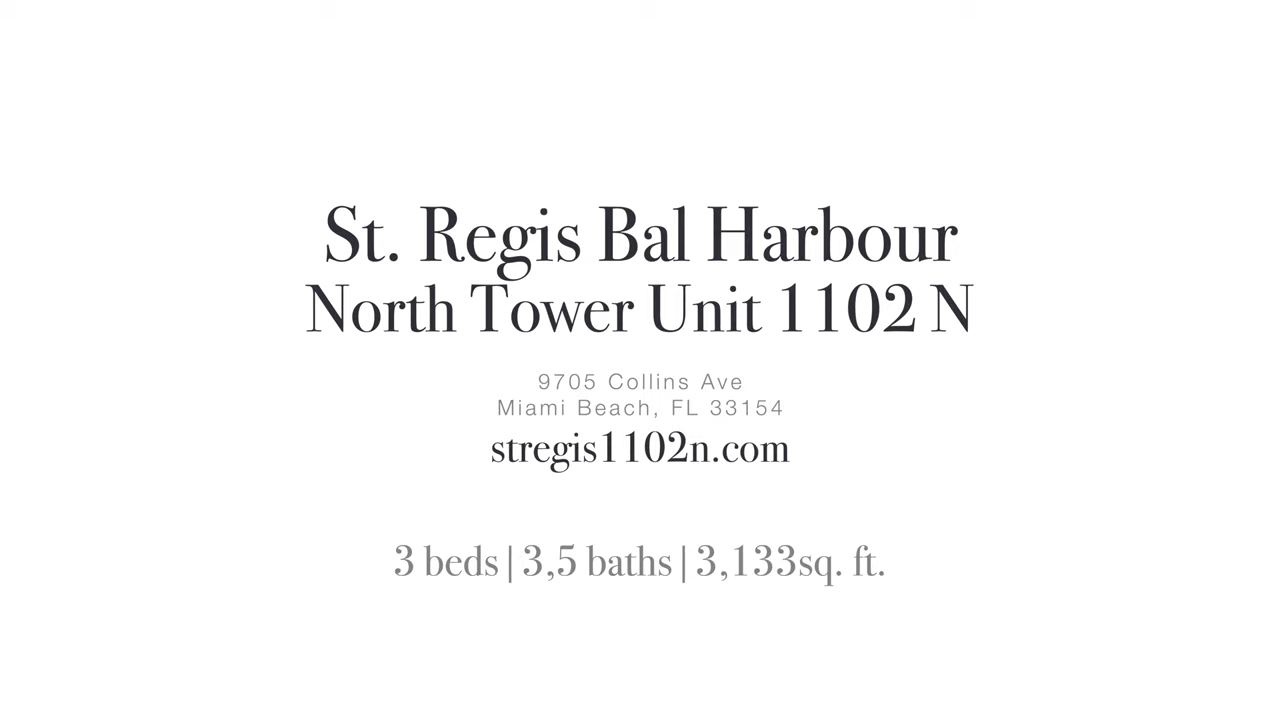 St. Regis Bal Harbour
North Tower Unit 1102 N
9705 Collins Ave
Miami Beach, FL 33154
stregis1102n.com
3 beds | 3,5 baths | 3,133sq. ft.